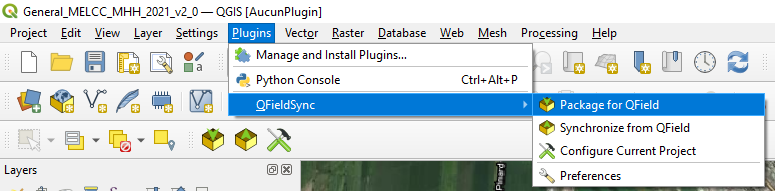 General_MELCC_MHH_2021_v2_0 — QGIS [AucunPlugin]
Project Edit View Layer Settings Plugins Vector Raster Database Web Mesh Processing Help
Manage and Install Plugins...
Python Console Ctrl+Alt+P
QFieldSync
Package for QField
Synchronize from QField
Configure Current Project
Preferences
Layers
Pinard